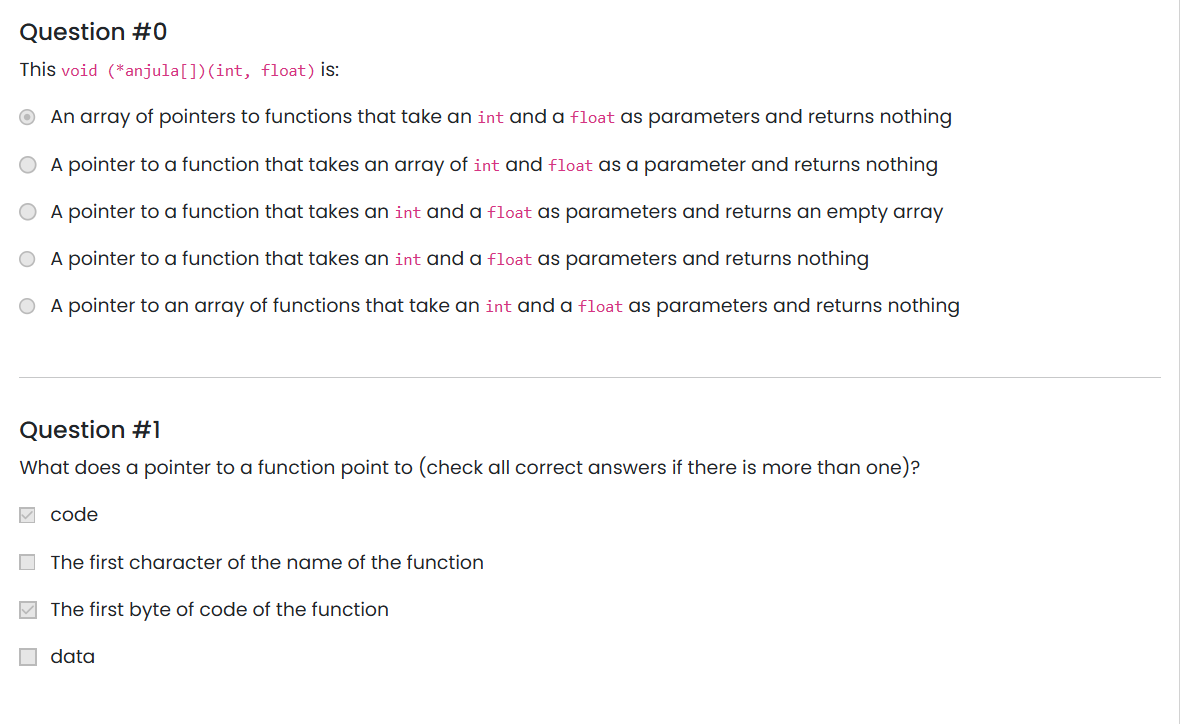 Question #0
This void (*anjula[])(int, float) is:
An array of pointers to functions that take an int and a float as parameters and returns nothing
A pointer to a function that takes an array of int and float as a parameter and returns nothing
A pointer to a function that takes an int and a float as parameters and returns an empty array
A pointer to a function that takes an int and a float as parameters and returns nothing
A pointer to an array of functions that take an int and a float as parameters and returns nothing
Question #1
What does a pointer to a function point to (check all correct answers if there is more than one)?
code
The first character of the name of the function
The first byte of code of the function
data